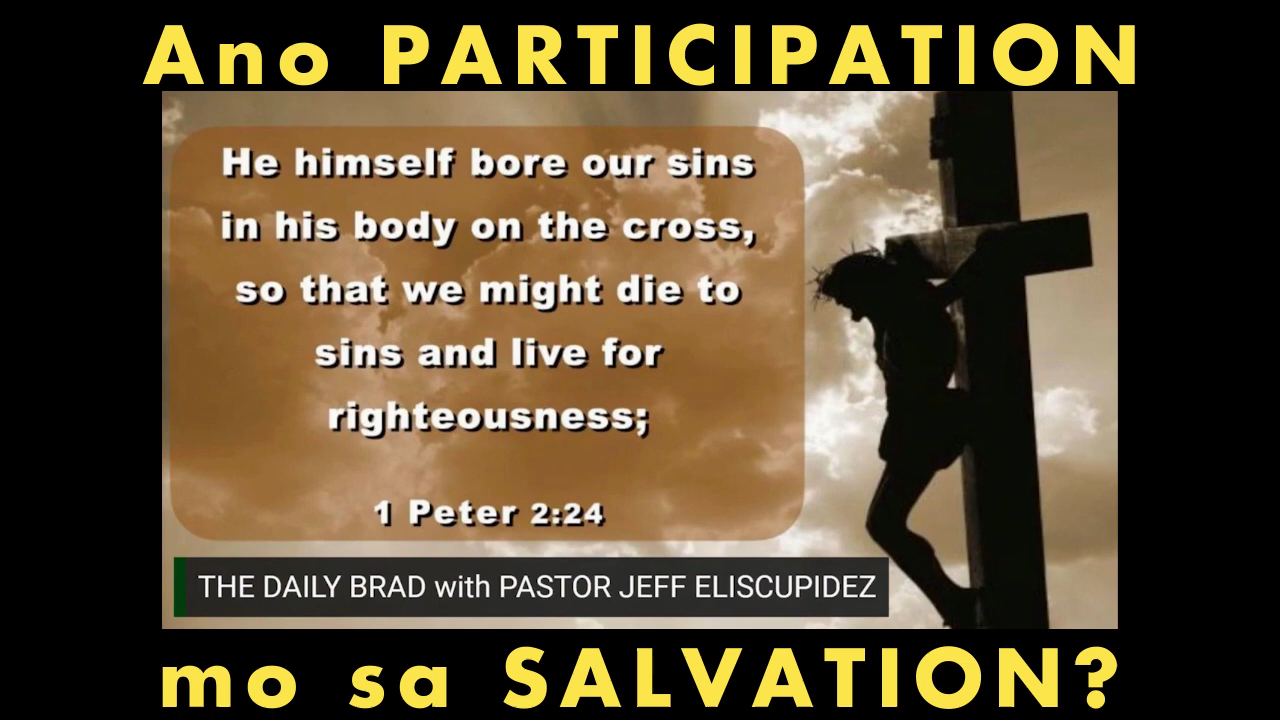 Ano PARTICIPATION
He himself bore our sins
in his body on the cross,
so that we might die to
sins and live for
righteousness;
1 Peter 2:24
THE DAILY BRAD with PASTOR JEFF ELISCUPIDEZ
mo sa SALVATION?